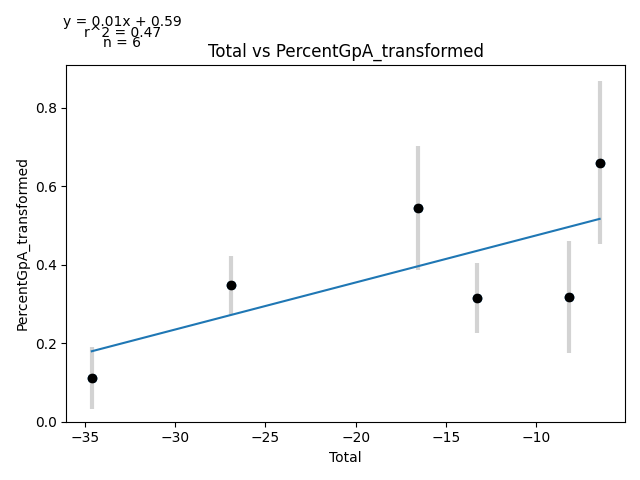 y = 0.01x + 0.59
r^2 = 0.47
n = 6
Total vs PercentGpA_transformed
PercentGpA_transformed
0.8
0.6
0.4
0.2
0.0
−35
−30
−25
−20
−15
−10
Total